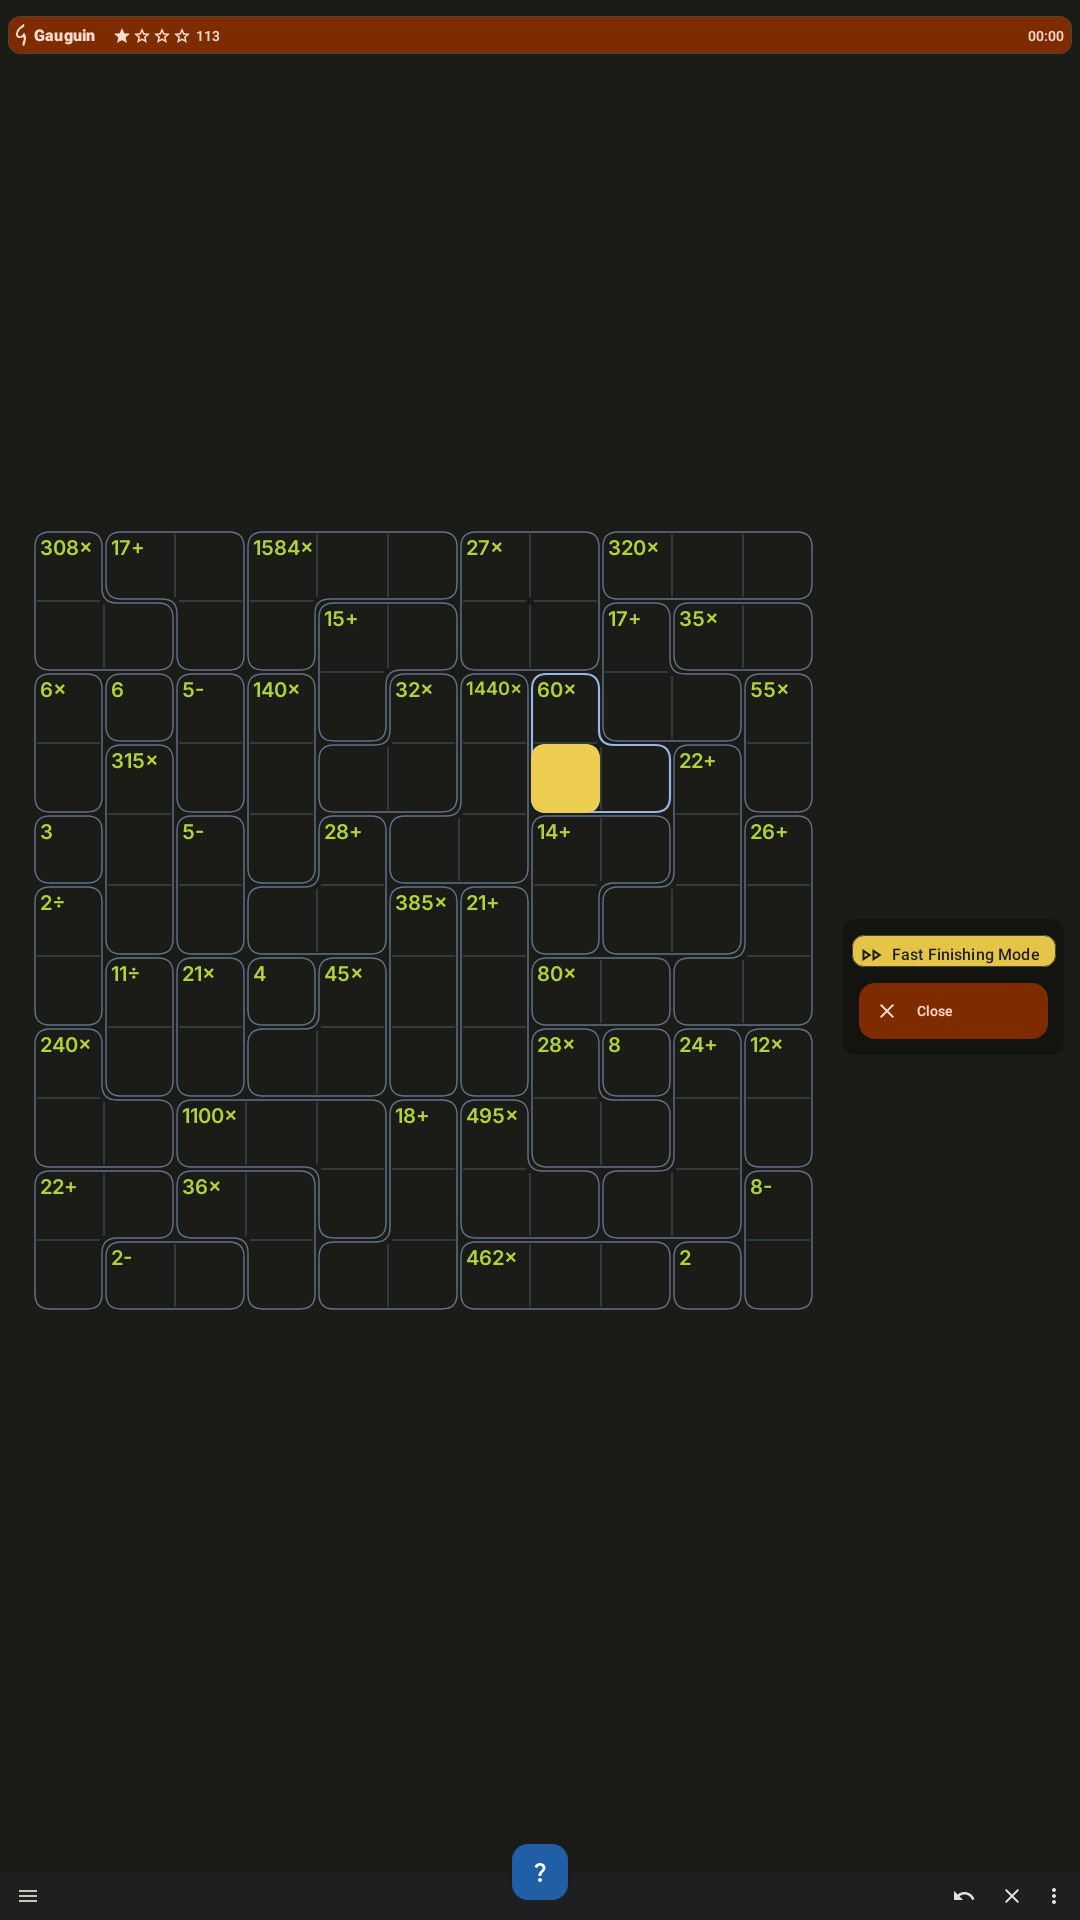 Gauguin 113 00:00
308× 17+ 1584× 27× 320×
15+ 17+ 35×
6× 6 5- 140× 32× 1440× 60× 55×
315× 22+
3 5- 28+ 14+ 26+
2÷ 385× 21+
11÷ 21× 4 45× 80×
240× 28× 8 24+ 12×
1100× 18+ 495×
22+ 36× 8-
2- 462× 2
Fast Finishing Mode
Close
?